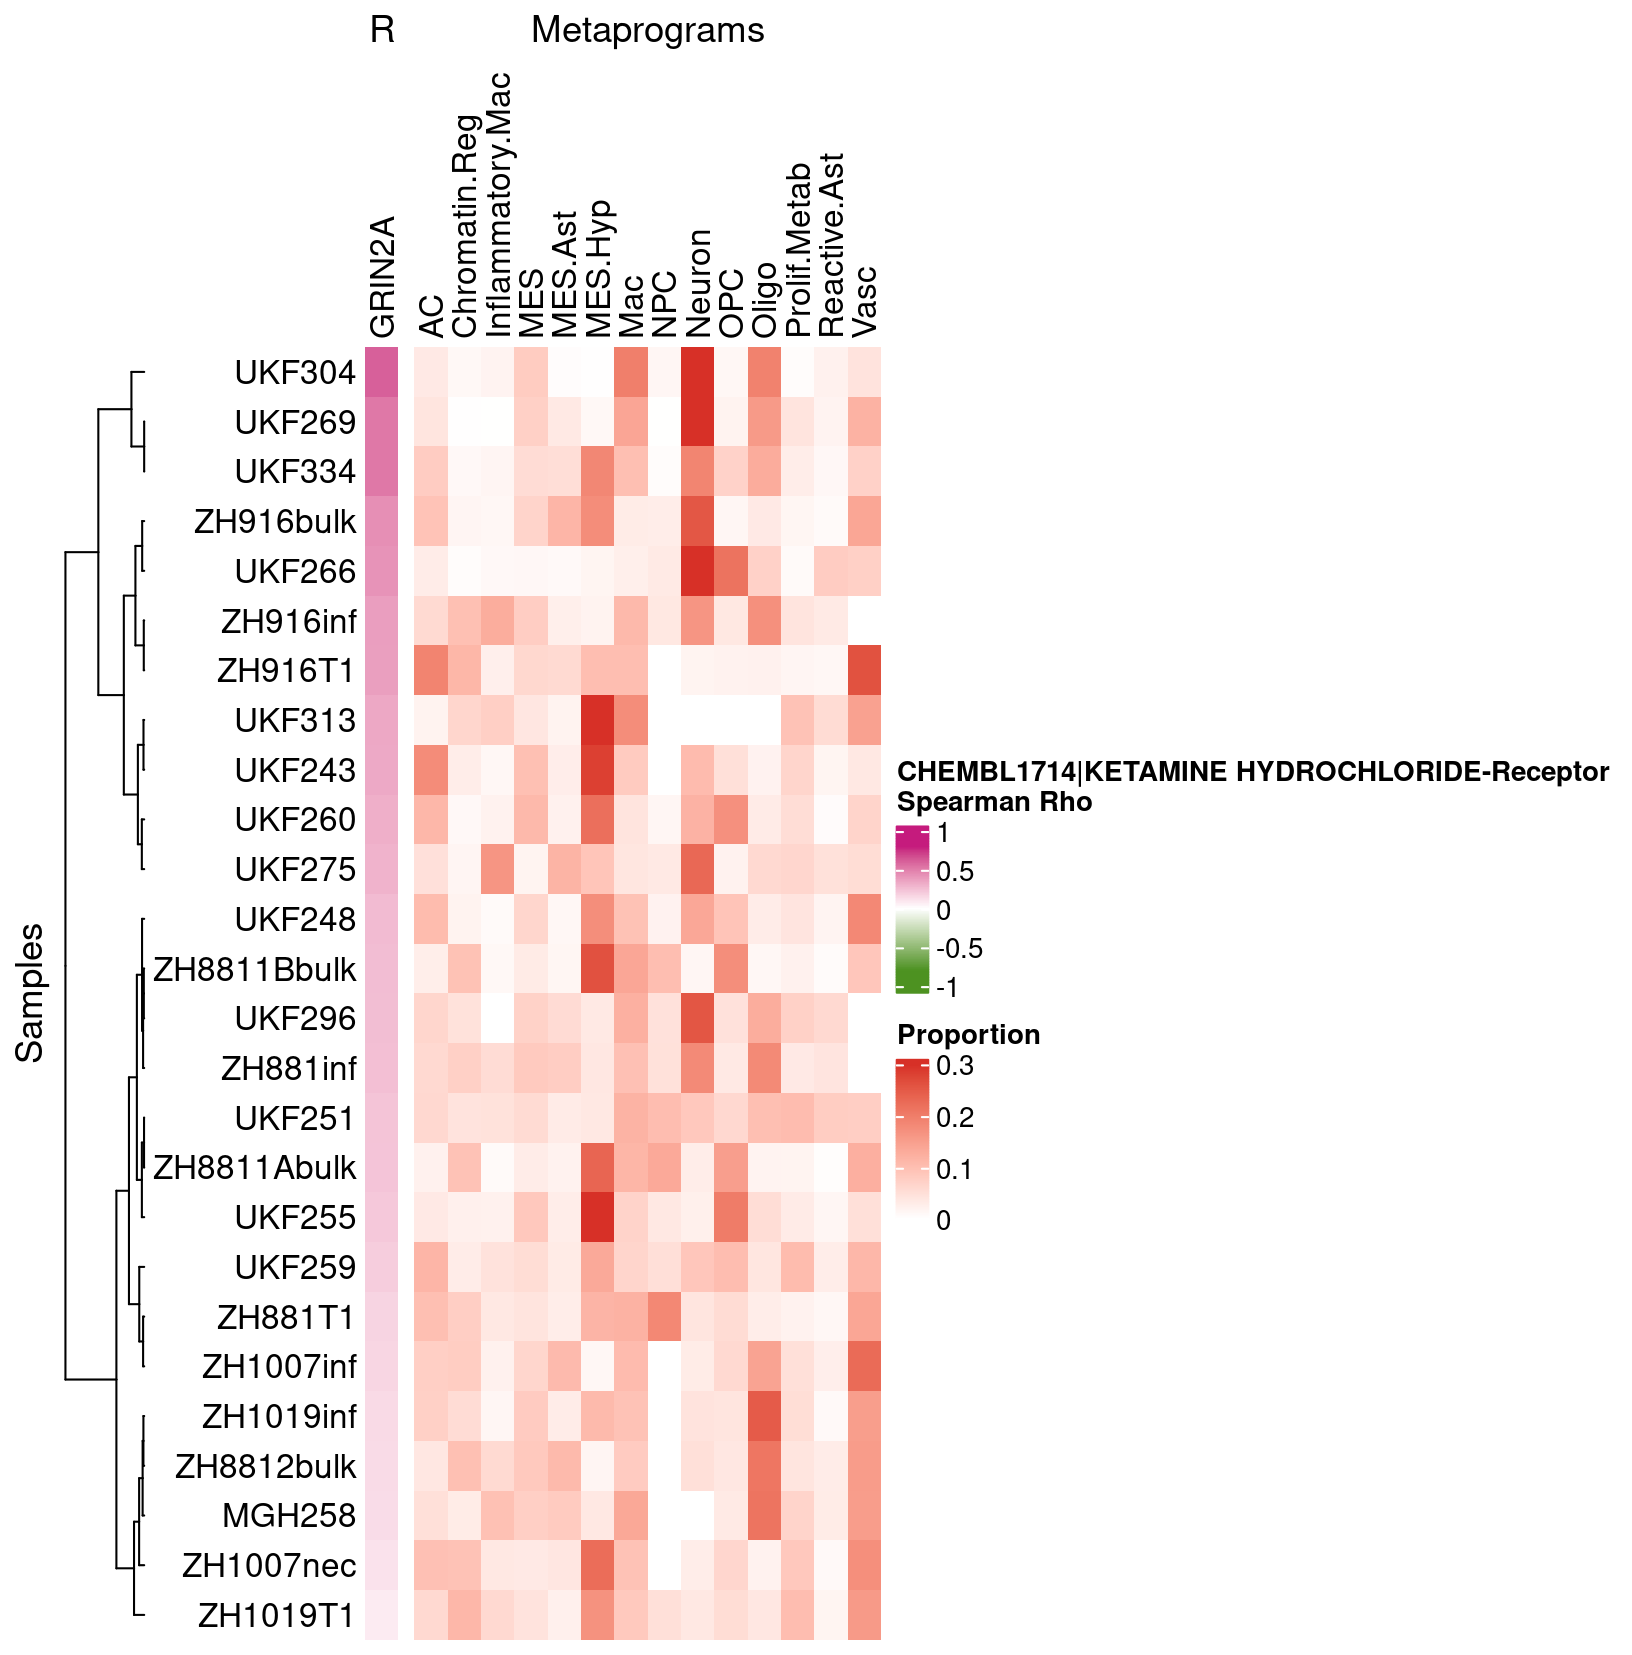 R Metaprograms
GRIN2A
AC
Chromatin.Reg
Inflammatory.Mac
MES
MES.Ast
MES.Hyp
Mac
NPC
Neuron
OPC
Oligo
Prolif.Metab
Reactive.Ast
Vasc
Samples
UKF304
UKF269
UKF334
ZH916bulk
UKF266
ZH916inf
ZH916T1
UKF313
UKF243
UKF260
UKF275
UKF248
ZH8811Bbulk
UKF296
ZH881inf
UKF251
ZH8811Abulk
UKF255
UKF259
ZH881T1
ZH1007inf
ZH1019inf
ZH8812bulk
MGH258
ZH1007nec
ZH1019T1
CHEMBL1714|KETAMINE HYDROCHLORIDE-Receptor
Spearman Rho
1
0.5
0
-0.5
-1
Proportion
0.3
0.2
0.1
0